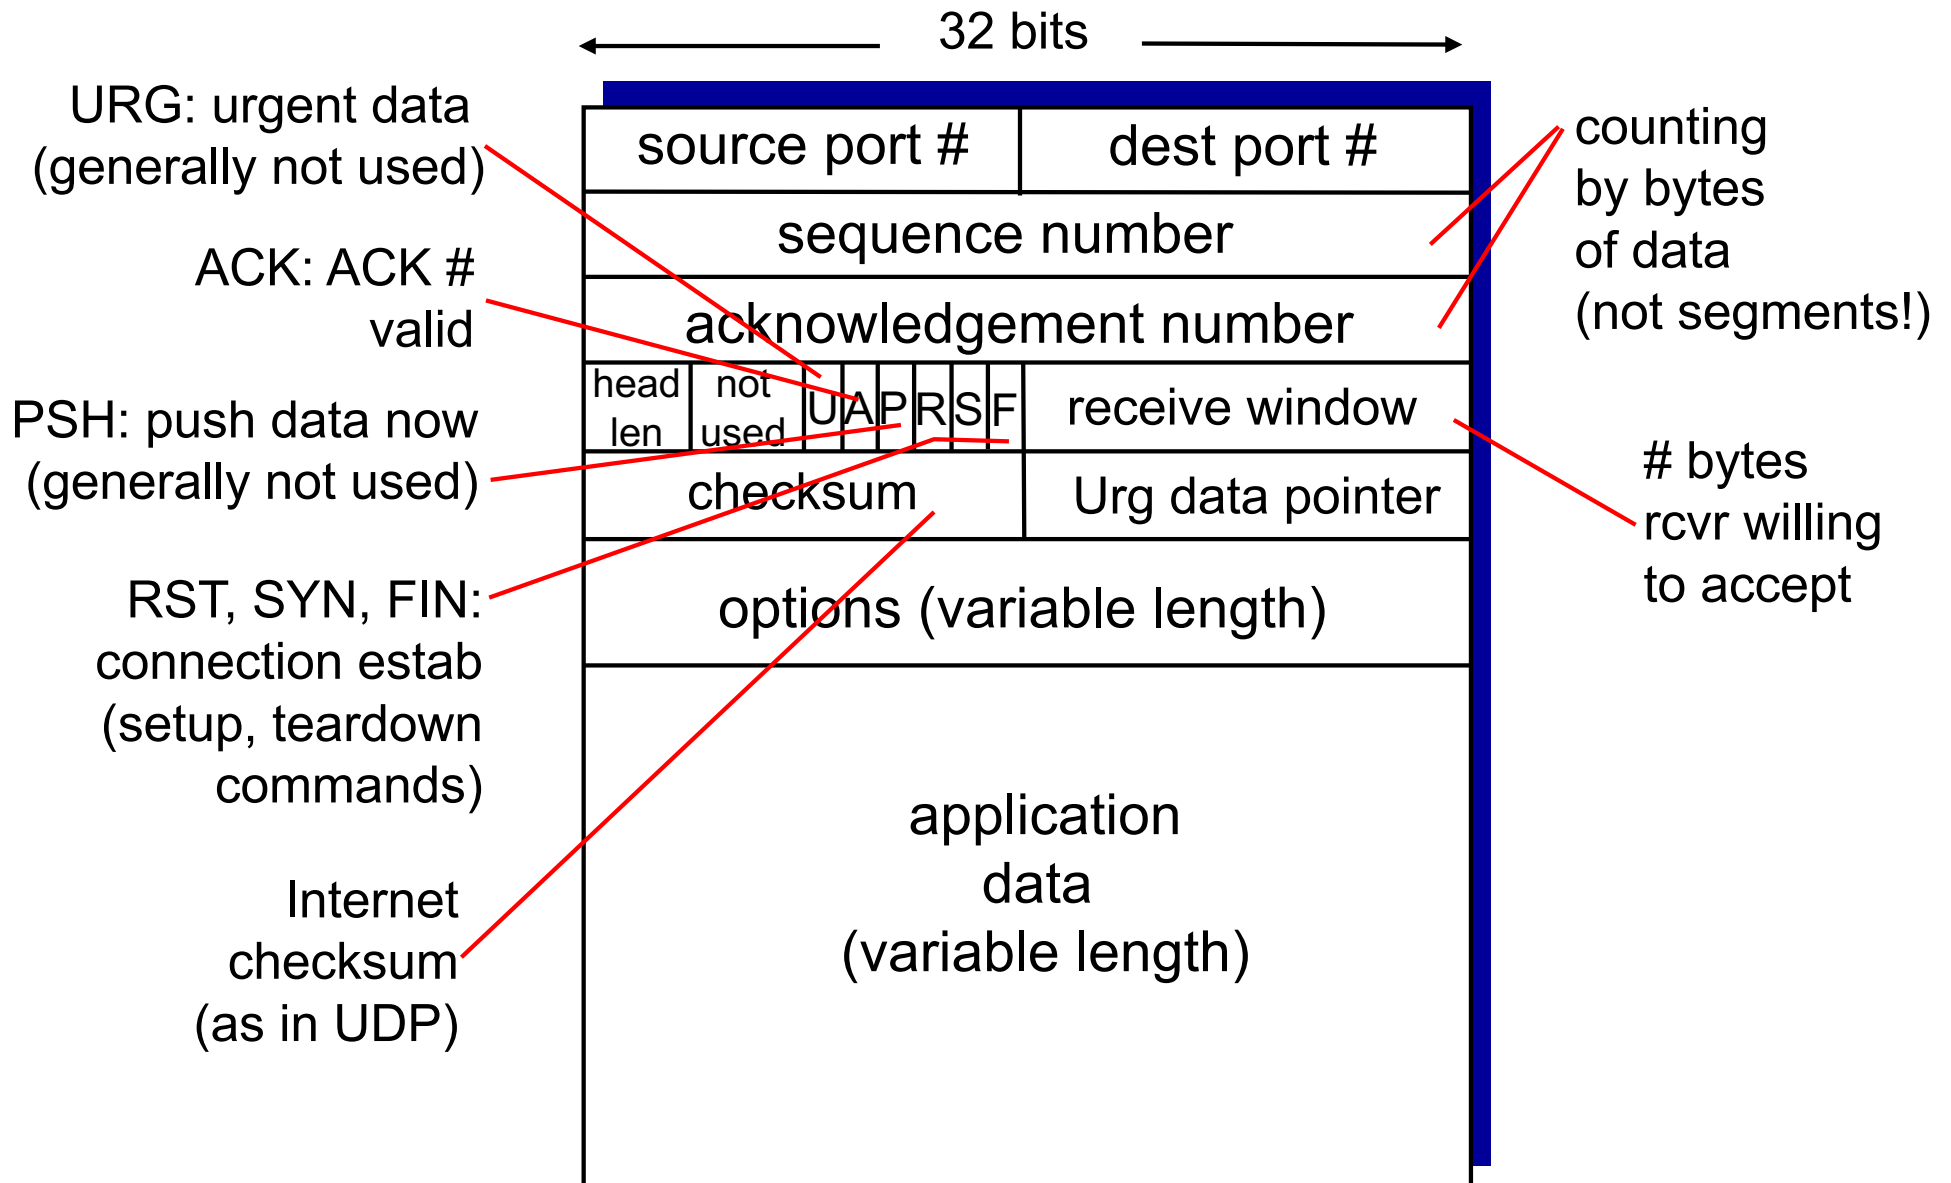 32 bits
URG: urgent data
(generally not used)
ACK: ACK #
valid
PSH: push data now
(generally not used)
RST, SYN, FIN:
connection estab
(setup, teardown
commands)
Internet
checksum
(as in UDP)
source port #
dest port #
sequence number
acknowledgement number
head
len
not
used
U
A
P
R
S
F
receive window
checksum
Urg data pointer
options (variable length)
application
data
(variable length)
counting
by bytes
of data
(not segments!)
# bytes
rcvr willing
to accept